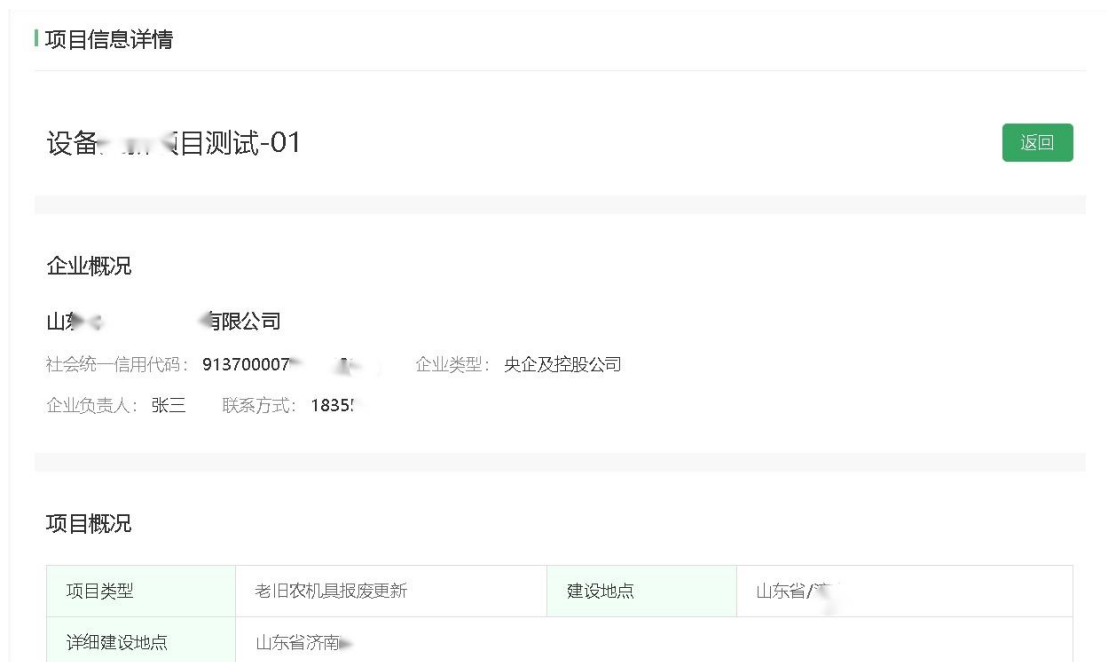 项目信息详情
设备 项目测试-01
返回
企业概况
山东 有限公司
社会统一信用代码： 913700007 企业类型： 央企及控股公司
企业负责人： 张三 联系方式： 1835
项目概况
项目类型 老旧农机具报废更新 建设地点 山东省/
详细建设地点 山东省济南